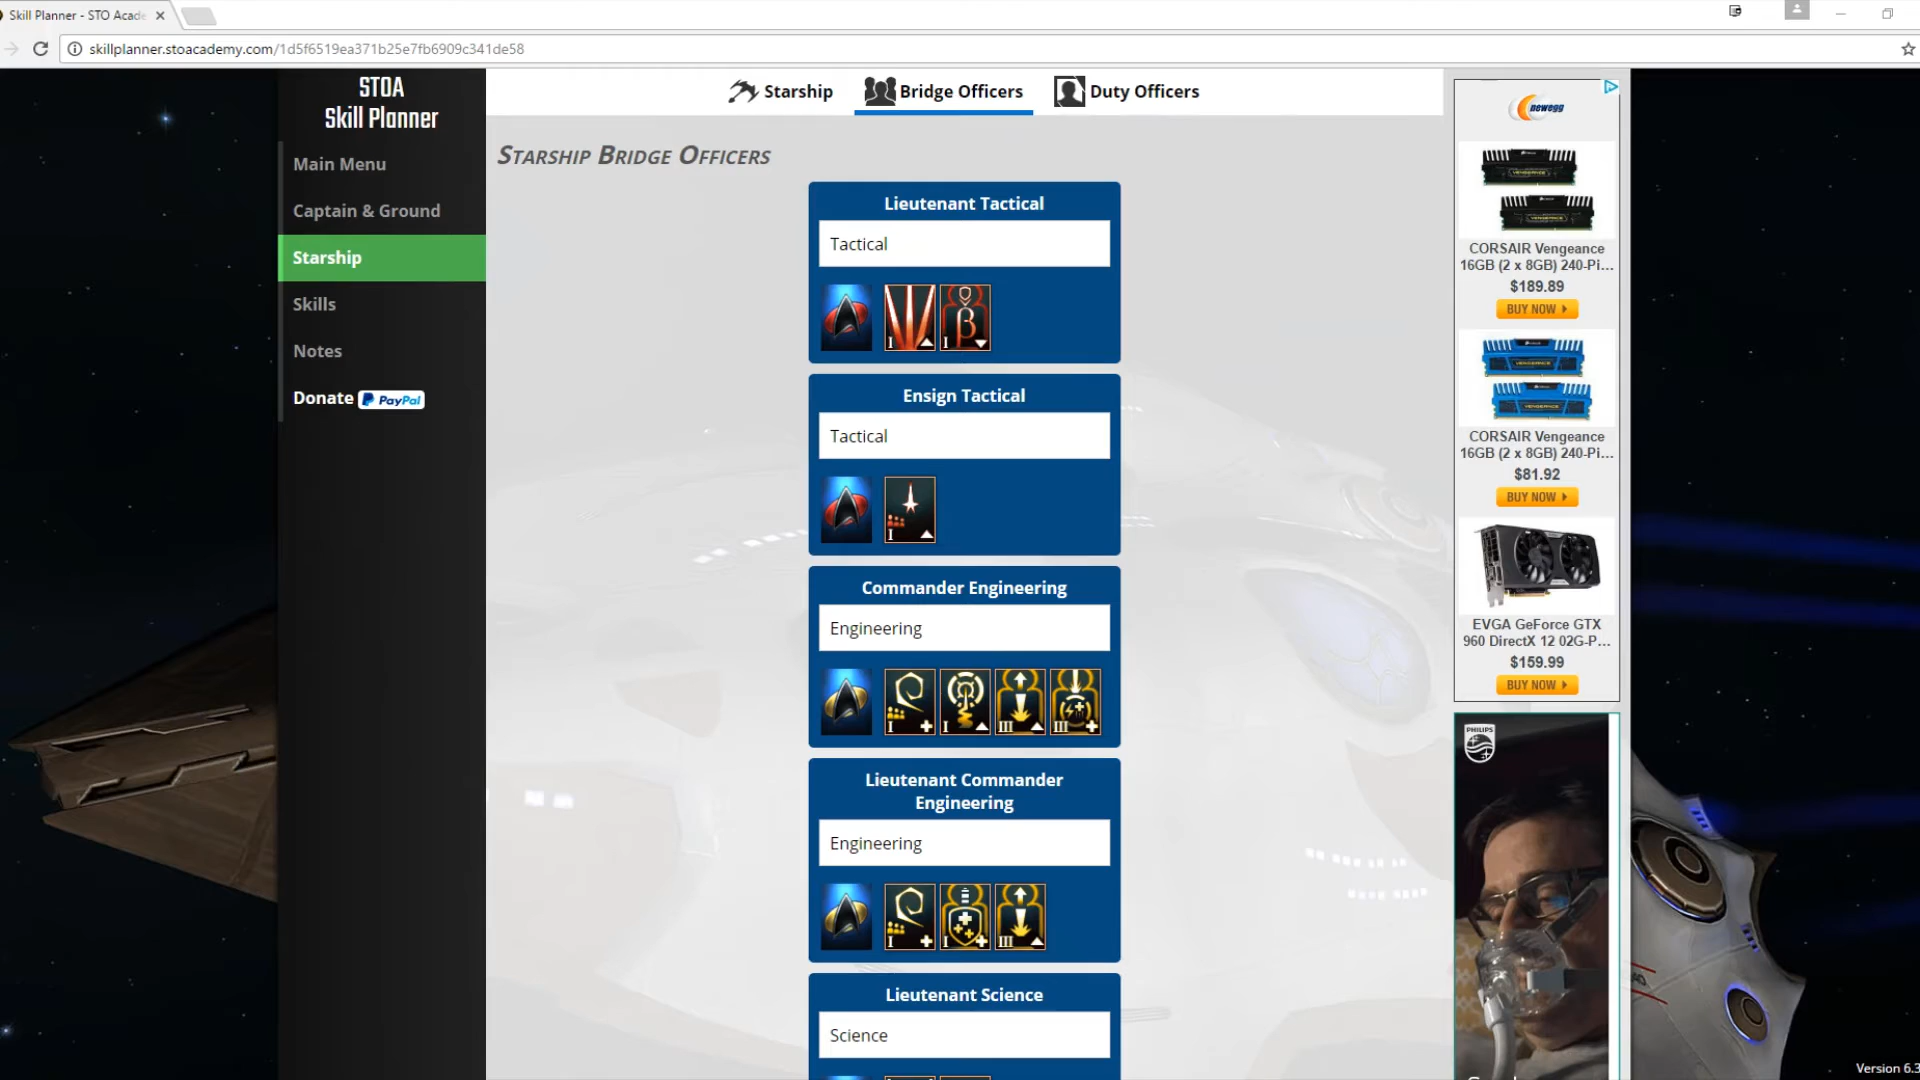 Skill Planner - STO Acade
skillplanner.stoacademy.com/1d5f6519ea371b25e7fb6909c341de58
STOA
Skill Planner
Main Menu
Captain & Ground
Starship
Skills
Notes
Donate PayPal
Starship
Bridge Officers
Duty Officers
STARSHIP BRIDGE OFFICERS
Lieutenant Tactical
Tactical
I
β
I
Ensign Tactical
Tactical
I
Commander Engineering
Engineering
I
I
III
III
Lieutenant Commander
Engineering
Engineering
I
I
III
Lieutenant Science
Science
newegg
CORSAIR Vengeance
16GB (2 x 8GB) 240-Pi...
$189.89
BUY NOW
CORSAIR Vengeance
16GB (2 x 8GB) 240-Pi...
$81.92
BUY NOW
EVGA GeForce GTX
960 DirectX 12 02G-P...
$159.99
BUY NOW
PHILIPS
Version 6.3